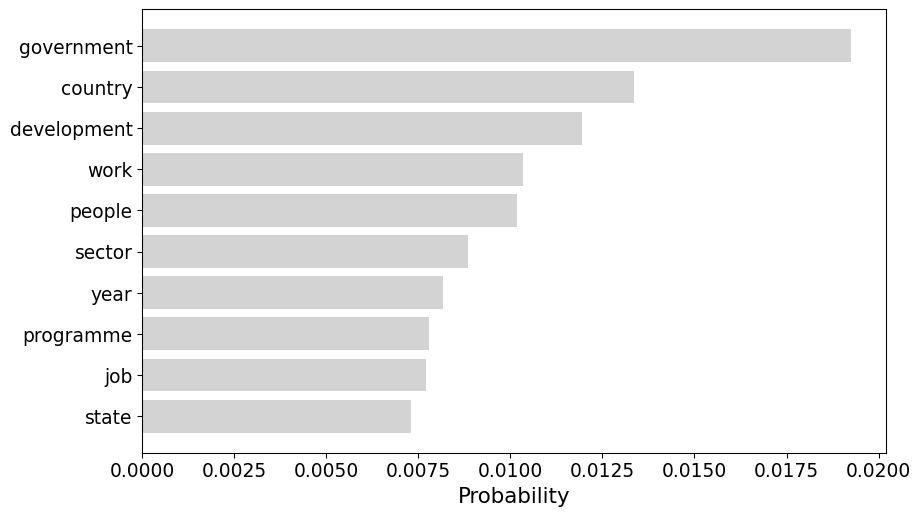 government
country
development
work
people
sector
year
programme
job
state
0.0000 0.0025 0.0050 0.0075 0.0100 0.0125 0.0150 0.0175 0.0200
Probability